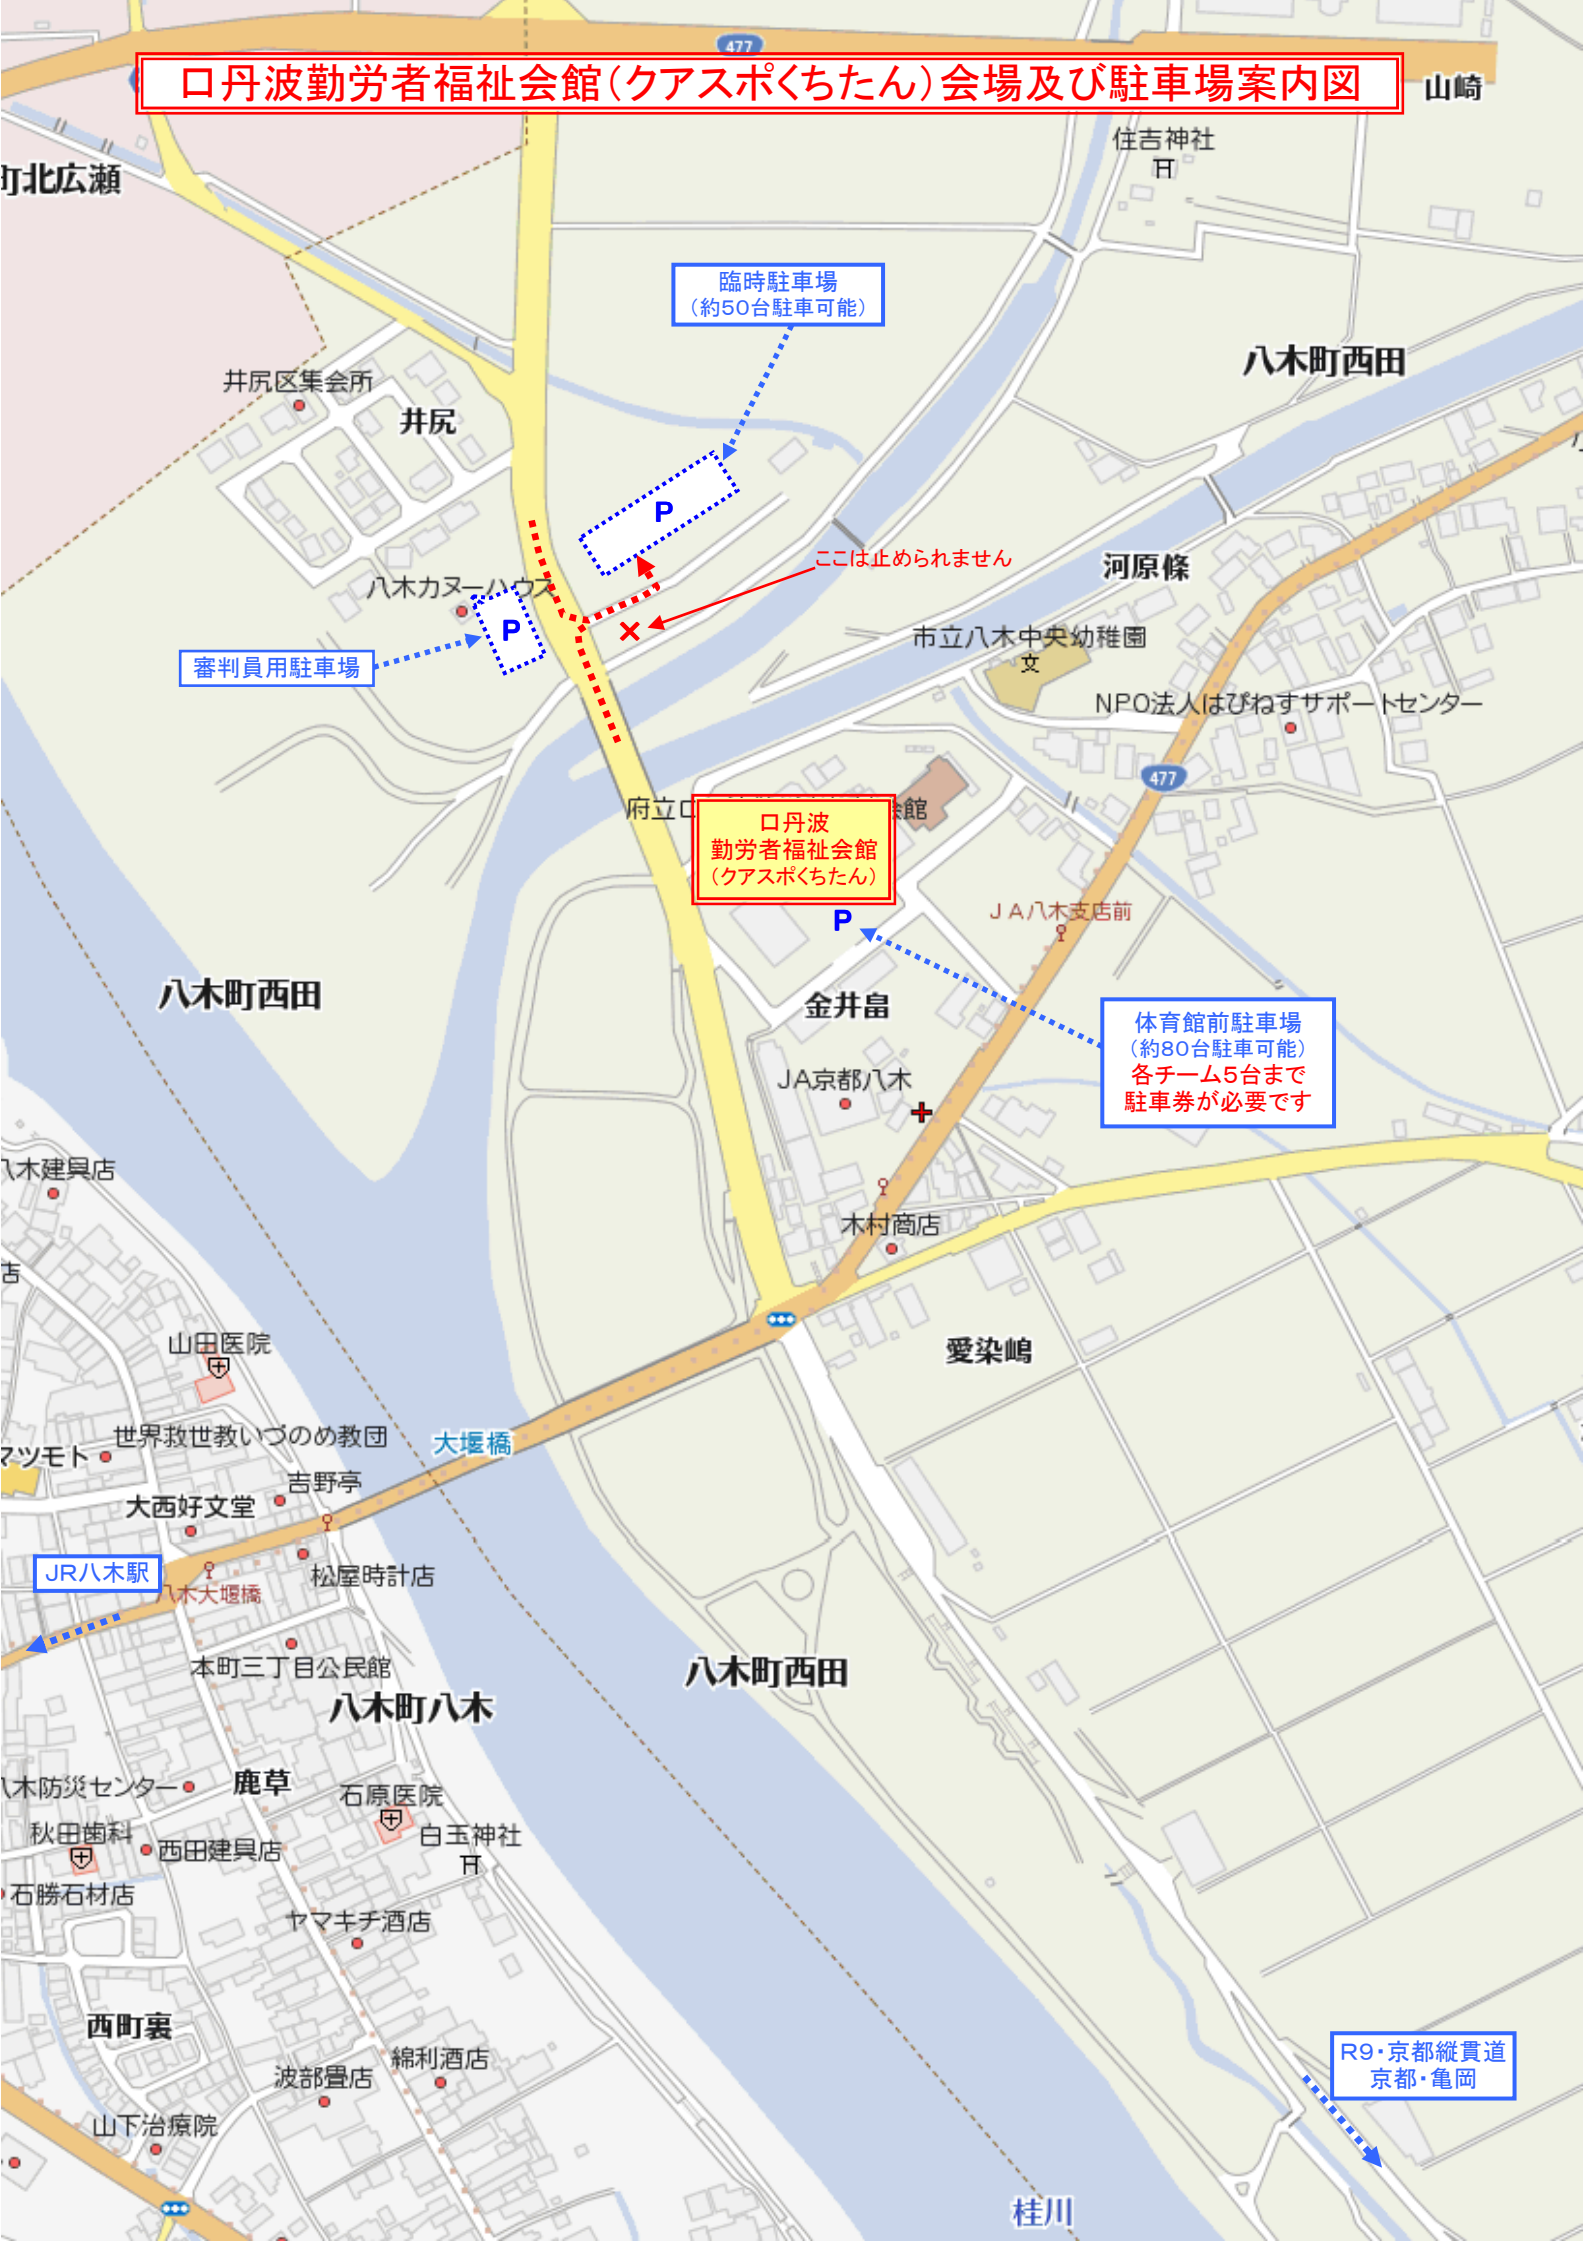 477
口丹波勤労者福祉会館（クアスポくちたん）会場及び駐車場案内図
山崎
住吉神社
町北広瀬
臨時駐車場
（約50台駐車可能）
八木町西田
井尻区集会所
井尻
P
ここは止められません
河原條
八木カヌーハウス
P
×
市立八木中央幼稚園
文
審判員用駐車場
NPO法人はぴねすサポートセンター
477
府立口
会館
口丹波
勤労者福祉会館
（クアスポくちたん）
P
JA八木支店前
八木町西田
金井畠
体育館前駐車場
（約80台駐車可能）
各チーム5台まで
駐車券が必要です
JA京都八木
八木建具店
木村商店
店
山田医院
愛染嶋
世界救世教いづのめ教団
大堰橋
マツモト
吉野亭
大西好文堂
JR八木駅
松屋時計店
八木大堰橋
本町三丁目公民館
八木町西田
八木町八木
八木防災センター
鹿草
石原医院
秋田歯科
西田建具店
白玉神社
石勝石材店
ヤマキチ酒店
西町裏
綿利酒店
波部畳店
R9・京都縦貫道
京都・亀岡
山下治療院
桂川